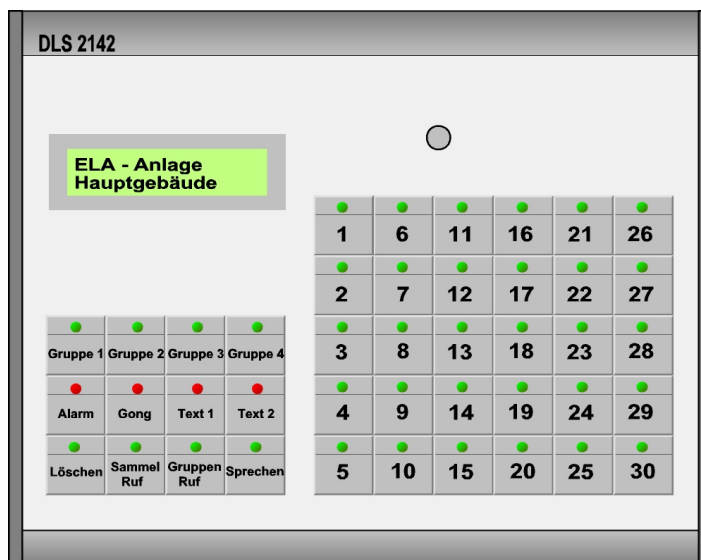 DLS 2142
ELA - Anlage
Hauptgebäude
1 6 11 16 21 26
2 7 12 17 22 27
3 8 13 18 23 28
4 9 14 19 24 29
5 10 15 20 25 30
Gruppe 1 Gruppe 2 Gruppe 3 Gruppe 4
Alarm Gong Text 1 Text 2
Löschen Sammel Ruf Gruppen Ruf Sprechen